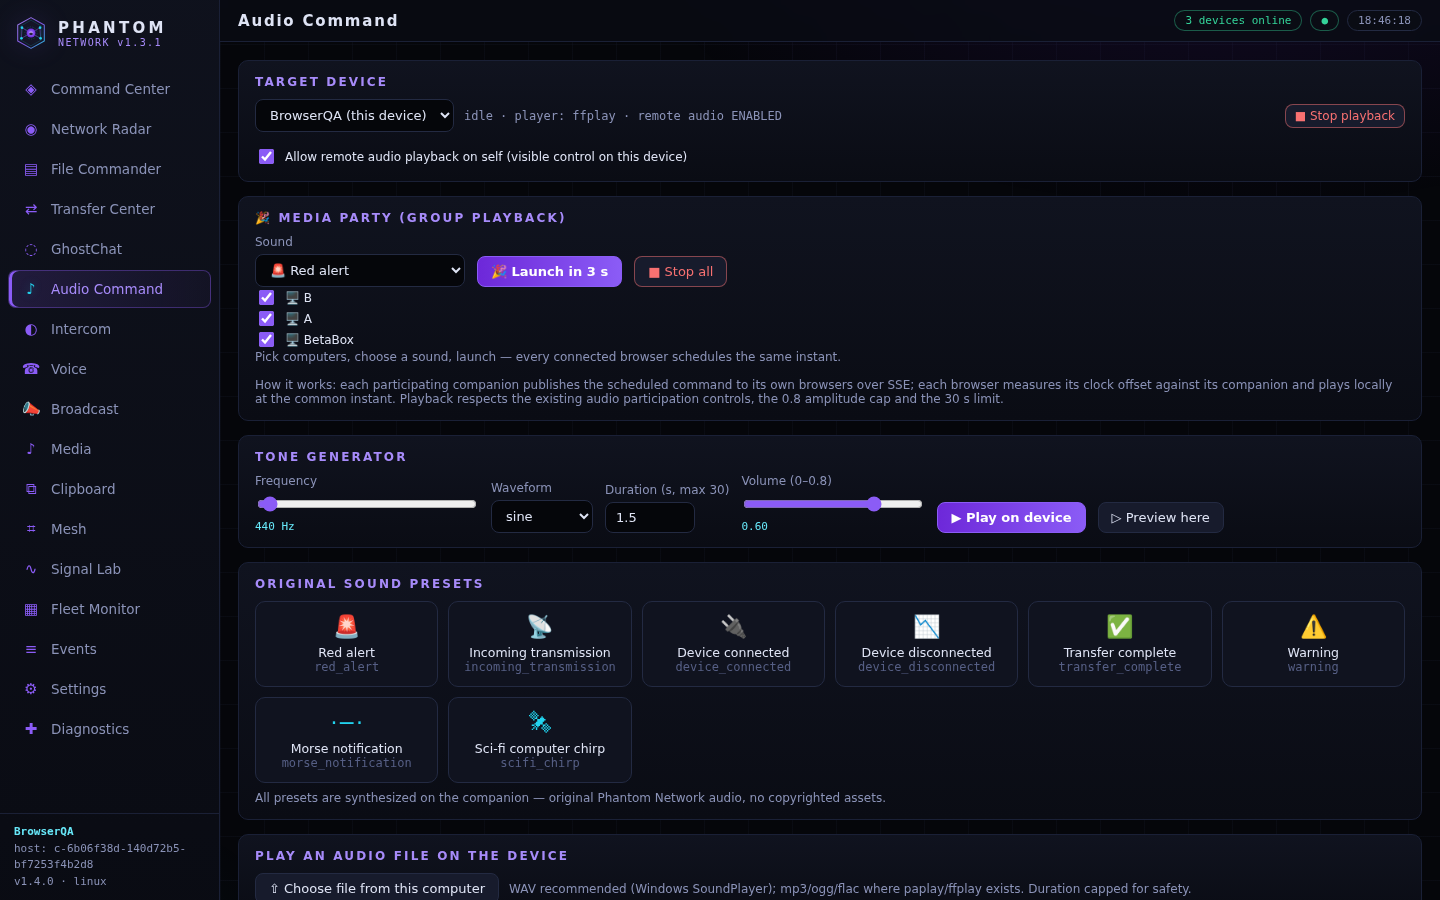 PHANTOM
NETWORK v1.3.1
Command Center
Network Radar
File Commander
Transfer Center
GhostChat
Audio Command
Intercom
Voice
Broadcast
Media
Clipboard
Mesh
Signal Lab
Fleet Monitor
Events
Settings
Diagnostics
BrowserQA
host: c-6b06f38d-140d72b5-
bf7253f4b2d8
v1.4.0 · linux
Audio Command
3 devices online
18:46:18
TARGET DEVICE
BrowserQA (this device)
idle · player: ffplay · remote audio ENABLED
Stop playback
Allow remote audio playback on self (visible control on this device)
MEDIA PARTY (GROUP PLAYBACK)
Sound
Red alert
Launch in 3 s
Stop all
B
A
BetaBox
Pick computers, choose a sound, launch — every connected browser schedules the same instant.
How it works: each participating companion publishes the scheduled command to its own browsers over SSE; each browser measures its clock offset against its companion and plays locally
at the common instant. Playback respects the existing audio participation controls, the 0.8 amplitude cap and the 30 s limit.
TONE GENERATOR
Frequency
440 Hz
Waveform
sine
Duration (s, max 30)
1.5
Volume (0–0.8)
0.60
▶ Play on device
▷ Preview here
ORIGINAL SOUND PRESETS
Red alert
red_alert
Incoming transmission
incoming_transmission
Device connected
device_connected
Device disconnected
device_disconnected
Transfer complete
transfer_complete
Warning
warning
·—·
Morse notification
morse_notification
Sci-fi computer chirp
scifi_chirp
All presets are synthesized on the companion — original Phantom Network audio, no copyrighted assets.
PLAY AN AUDIO FILE ON THE DEVICE
⇧ Choose file from this computer
WAV recommended (Windows SoundPlayer); mp3/ogg/flac where paplay/ffplay exists. Duration capped for safety.